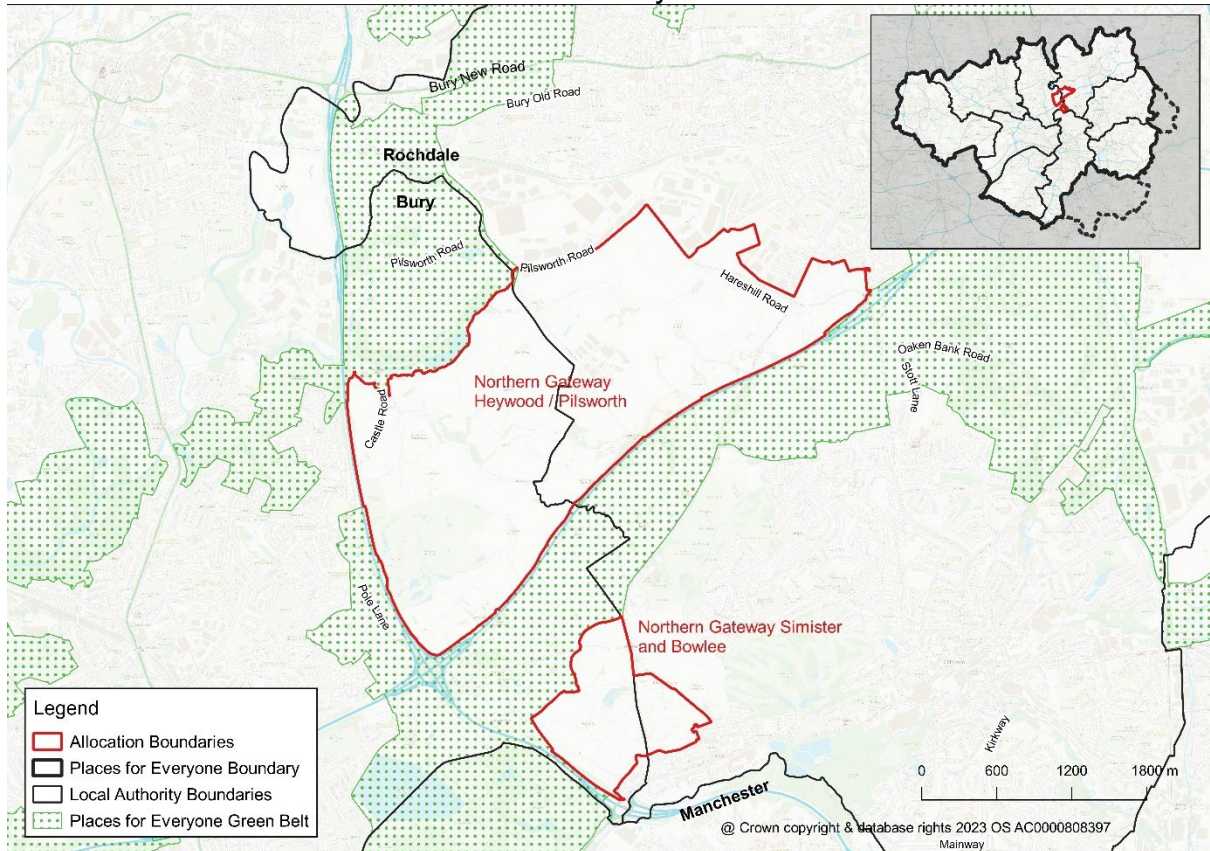 Bury New Road
Bury Old Road
Rochdale
Bury
Pilsworth Road
Pilsworth Road
Hareshill Road
Oaken Bank Road
Stott Lane
Northern Gateway
Heywood / Pilsworth
Castle Road
Pole Lane
Northern Gateway Simister
and Bowlee
Kirkway
Manchester
Mainway
Legend
Allocation Boundaries
Places for Everyone Boundary
Local Authority Boundaries
Places for Everyone Green Belt
0 600 1200 1800 m
@ Crown copyright & database rights 2023 OS AC0000808397